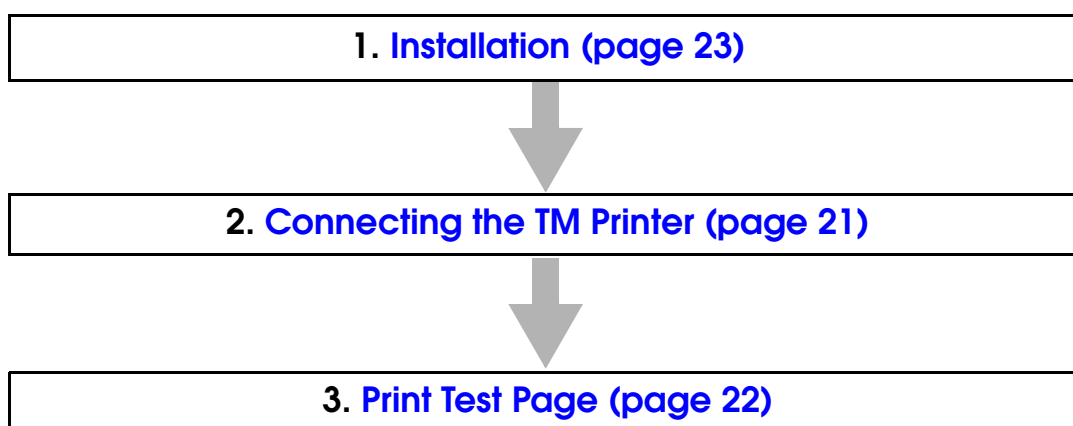 1. Installation (page 23)
2. Connecting the TM Printer (page 21)
3. Print Test Page (page 22)